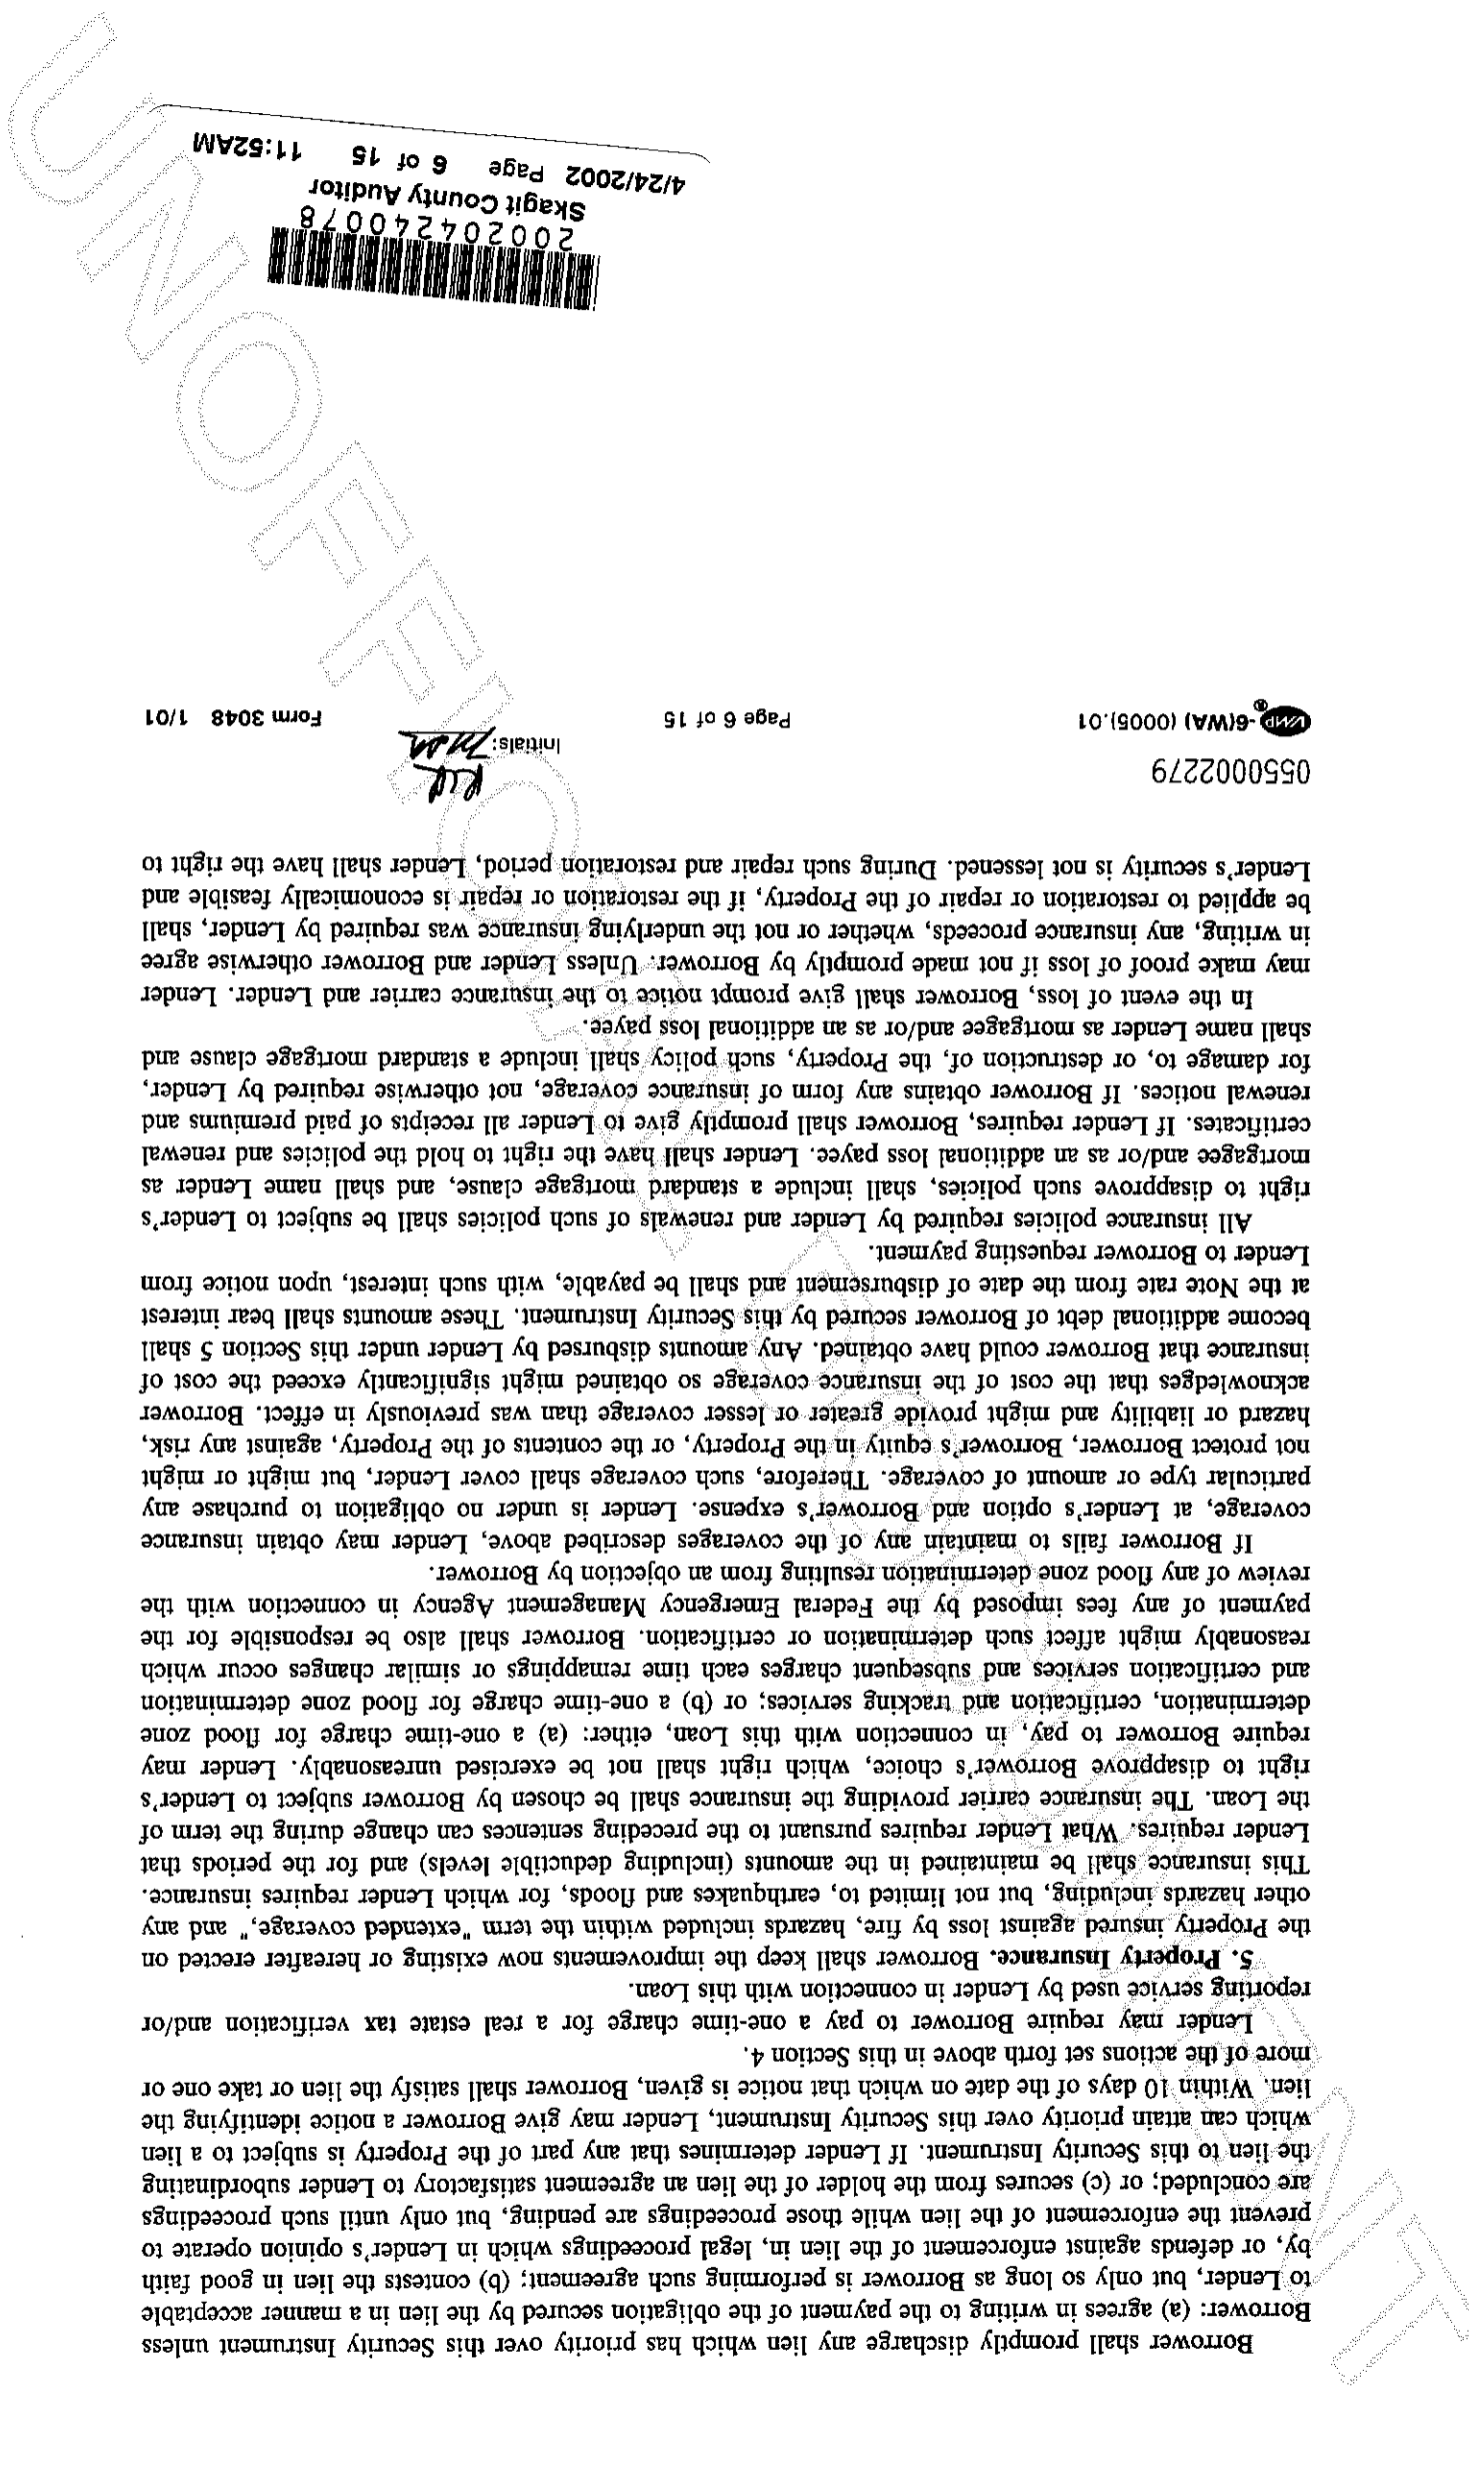 Borrower shall promptly discharge any lien which has priority over this Security Instrument unless
Borrower: (a) agrees in writing to the payment of the obligation secured by the lien in a manner acceptable
to Lender, but only so long as Borrower is performing such agreement; (b) contests the lien in good faith
by, or defends against enforcement of the lien in, legal proceedings which in Lender's opinion operate to
prevent the enforcement of the lien while those proceedings are pending, but only until such proceedings
are concluded; or (c) secures from the holder of the lien an agreement satisfactory to Lender subordinating
the lien to this Security Instrument. If Lender determines that any part of the Property is subject to a lien
which can attain priority over this Security Instrument, Lender may give Borrower a notice identifying the
lien. Within 10 days of the date on which that notice is given, Borrower shall satisfy the lien or take one or
more of the actions set forth above in this Section 4.
Lender may require Borrower to pay a one-time charge for a real estate tax verification and/or
reporting service used by Lender in connection with this Loan.
5. Property Insurance. Borrower shall keep the improvements now existing or hereafter erected on
the Property insured against loss by fire, hazards included within the term "extended coverage," and any
other hazards including, but not limited to, earthquakes and floods, for which Lender requires insurance.
This insurance shall be maintained in the amounts (including deductible levels) and for the periods that
Lender requires. What Lender requires pursuant to the preceding sentences can change during the term of
the Loan. The insurance carrier providing the insurance shall be chosen by Borrower subject to Lender's
right to disapprove Borrower's choice, which right shall not be exercised unreasonably. Lender may
require Borrower to pay, in connection with this Loan, either: (a) a one-time charge for flood zone
determination, certification and tracking services; or (b) a one-time charge for flood zone determination
and certification services and subsequent charges each time remappings or similar changes occur which
reasonably might affect such determination or certification. Borrower shall also be responsible for the
payment of any fees imposed by the Federal Emergency Management Agency in connection with the
review of any flood zone determination resulting from an objection by Borrower.
If Borrower fails to maintain any of the coverages described above, Lender may obtain insurance
coverage, at Lender's option and Borrower's expense. Lender is under no obligation to purchase any
particular type or amount of coverage. Therefore, such coverage shall cover Lender, but might or might
not protect Borrower, Borrower's equity in the Property, or the contents of the Property, against any risk,
hazard or liability and might provide greater or lesser coverage than was previously in effect. Borrower
acknowledges that the cost of the insurance coverage so obtained might significantly exceed the cost of
insurance that Borrower could have obtained. Any amounts disbursed by Lender under this Section 5 shall
become additional debt of Borrower secured by this Security Instrument. These amounts shall bear interest
at the Note rate from the date of disbursement and shall be payable, with such interest, upon notice from
Lender to Borrower requesting payment.
All insurance policies required by Lender and renewals of such policies shall be subject to Lender's
right to disapprove such policies, shall include a standard mortgage clause, and shall name Lender as
mortgagee and/or as an additional loss payee. Lender shall have the right to hold the policies and renewal
certificates. If Lender requires, Borrower shall promptly give to Lender all receipts of paid premiums and
renewal notices. If Borrower obtains any form of insurance coverage, not otherwise required by Lender,
for damage to, or destruction of, the Property, such policy shall include a standard mortgage clause and
shall name Lender as mortgagee and/or as an additional loss payee.
In the event of loss, Borrower shall give prompt notice to the insurance carrier and Lender. Lender
may make proof of loss if not made promptly by Borrower. Unless Lender and Borrower otherwise agree
in writing, any insurance proceeds, whether or not the underlying insurance was required by Lender, shall
be applied to restoration or repair of the Property, if the restoration or repair is economically feasible and
Lender's security is not lessened. During such repair and restoration period, Lender shall have the right to
0550002279
VMP-6(WA) (0005).01 Page 6 of 15 Initials: Form 3048 1/01
200204240078
Skagit County Auditor
4/24/2002 Page 6 of 15 11:52AM
UNOFFICIAL DOCUMENT